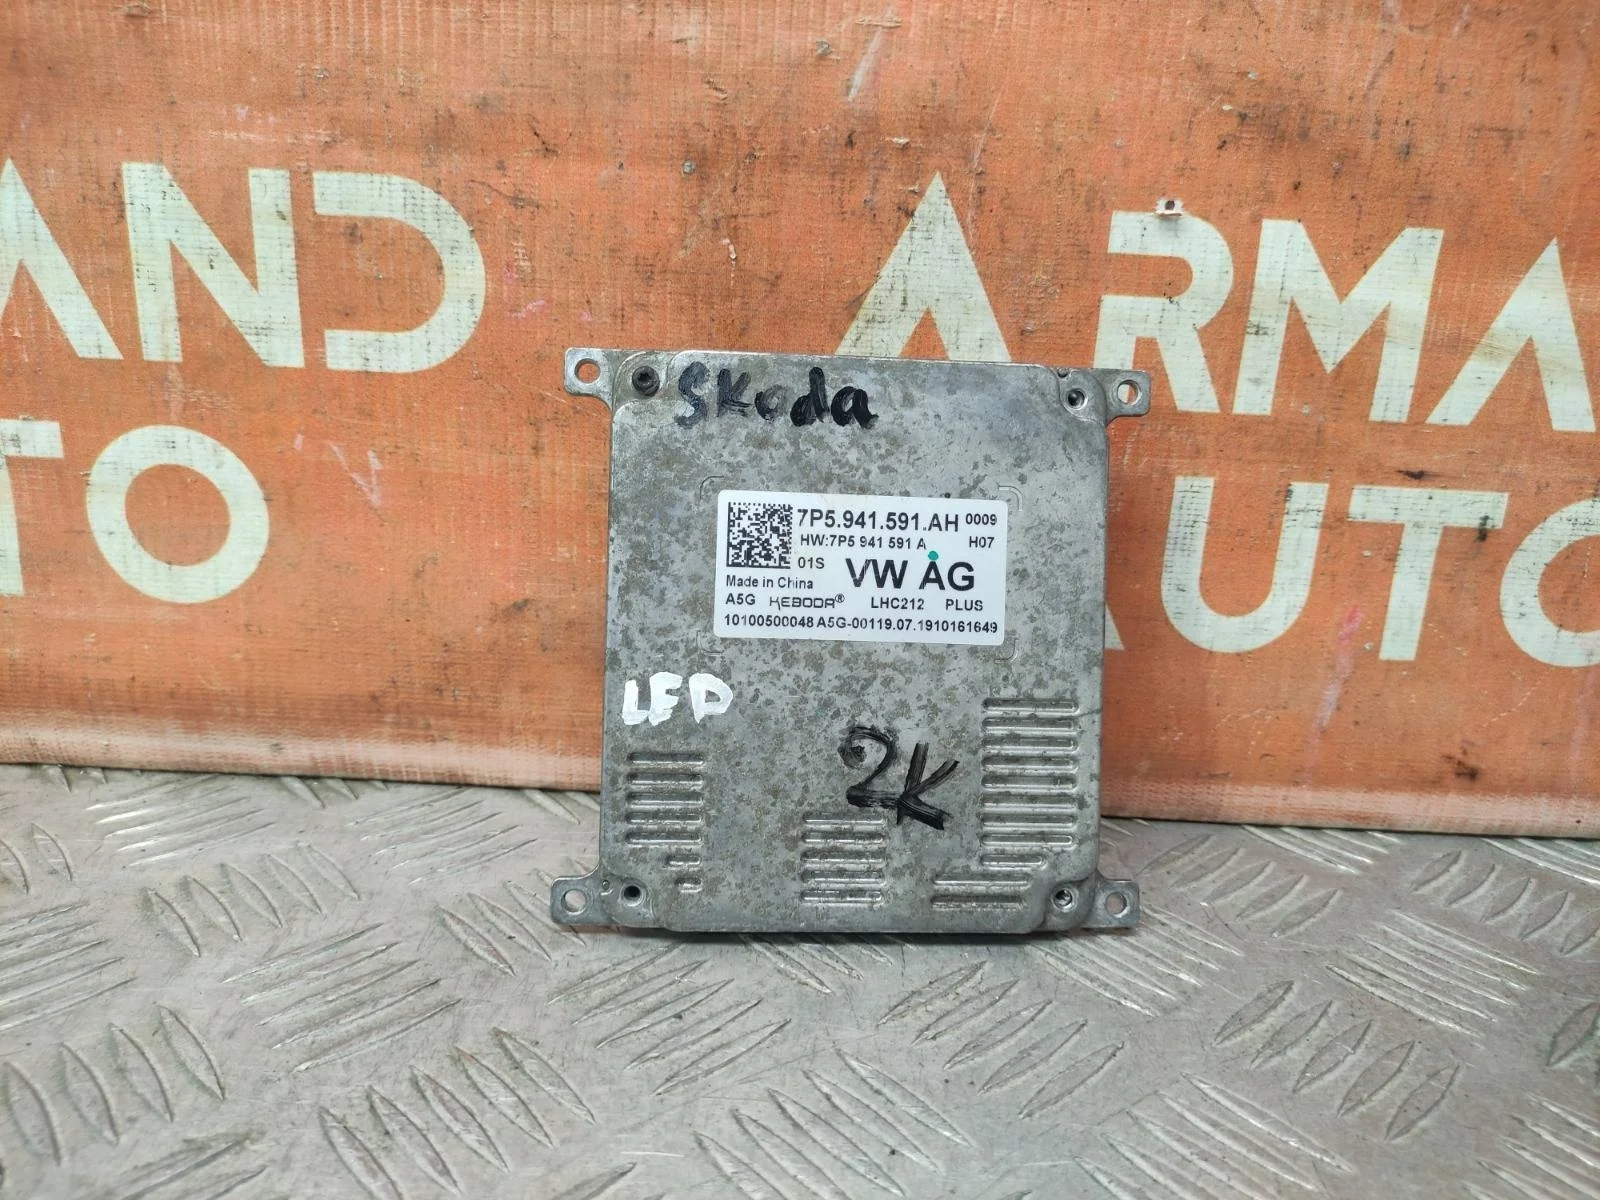 AND
TO
ARMA
AUTO
Skoda
7P5.941.591.AH 0009
HW:7P5 941 591 A H07
01S VW AG
Made in China
A5G KEBODA® LHC212 PLUS
10100500048 A5G-00119.07.1910161649
LED
2K